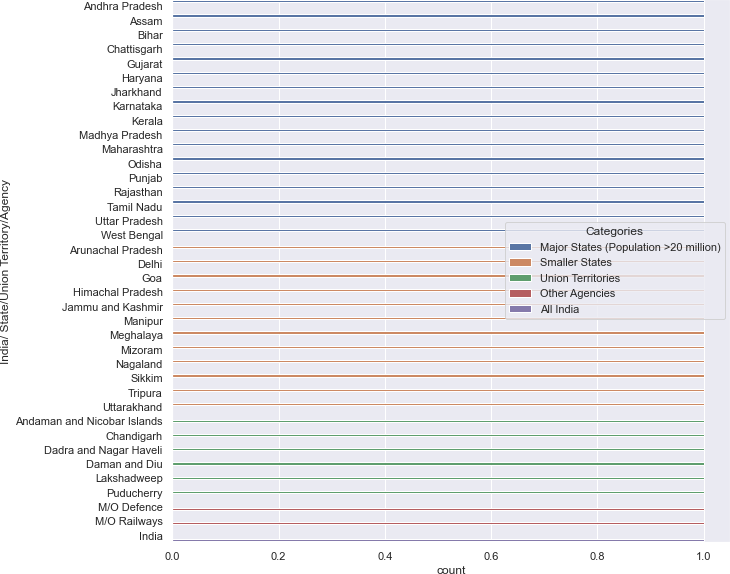 Andhra Pradesh
Assam
Bihar
Chattisgarh
Gujarat
Haryana
Jharkhand
Karnataka
Kerala
Madhya Pradesh
Maharashtra
Odisha
Punjab
Rajasthan
Tamil Nadu
Uttar Pradesh
West Bengal
Arunachal Pradesh
Delhi
Goa
Himachal Pradesh
Jammu and Kashmir
Manipur
Meghalaya
Mizoram
Nagaland
Sikkim
Tripura
Uttarakhand
Andaman and Nicobar Islands
Chandigarh
Dadra and Nagar Haveli
Daman and Diu
Lakshadweep
Puducherry
M/O Defence
M/O Railways
India
India/ State/Union Territory/Agency
Categories
Major States (Population >20 million)
Smaller States
Union Territories
Other Agencies
All India
0.0 0.2 0.4 0.6 0.8 1.0
count